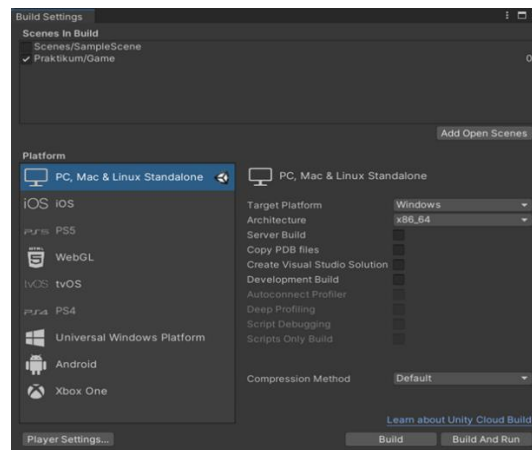 Build Settings
Scenes In Build
Scenes/SampleScene
Praktikum/Game 0
Add Open Scenes
Platform
PC, Mac & Linux Standalone
iOS iOS
PS5
HTML 5 WebGL
tvOS tvOS
PS4 PS4
Universal Windows Platform
Android
Xbox One
PC, Mac & Linux Standalone
Target Platform Windows
Architecture x86_64
Server Build
Copy PDB files
Create Visual Studio Solution
Development Build
Autoconnect Profiler
Deep Profiling
Script Debugging
Scripts Only Build
Compression Method Default
Learn about Unity Cloud Build
Player Settings...
Build
Build And Run